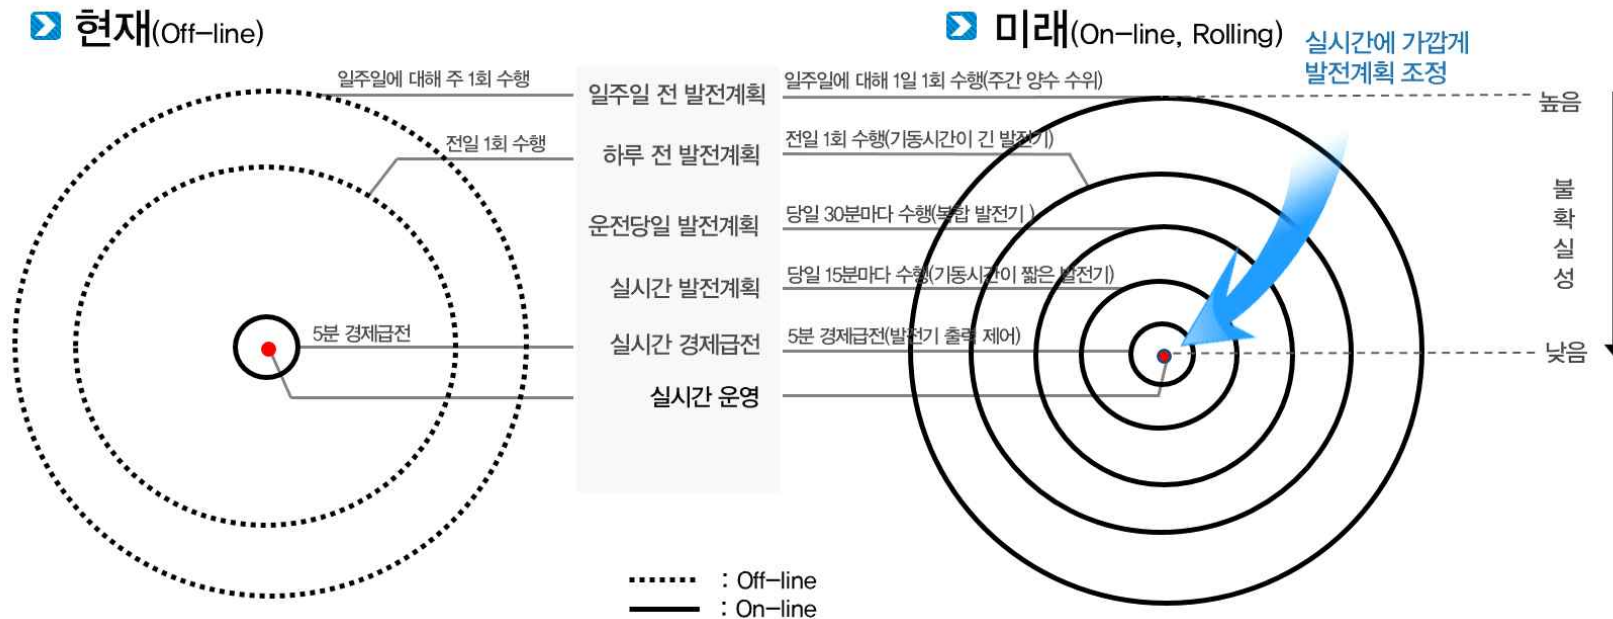 현재(Off-line)
미래(On-line, Rolling)
실시간에 가깝게
발전계획 조정
일주일에 대해 주 1회 수행
일주일 전 발전계획
일주일에 대해 1일 1회 수행(주간 양수 수위)
높음
전일 1회 수행
하루 전 발전계획
전일 1회 수행(기동시간이 긴 발전기)
운전당일 발전계획
당일 30분마다 수행(복합 발전기 )
불확실성
실시간 발전계획
당일 15분마다 수행(기동시간이 짧은 발전기)
5분 경제급전
실시간 경제급전
5분 경제급전(발전기 출력 제어)
낮음
실시간 운영
: Off-line
: On-line